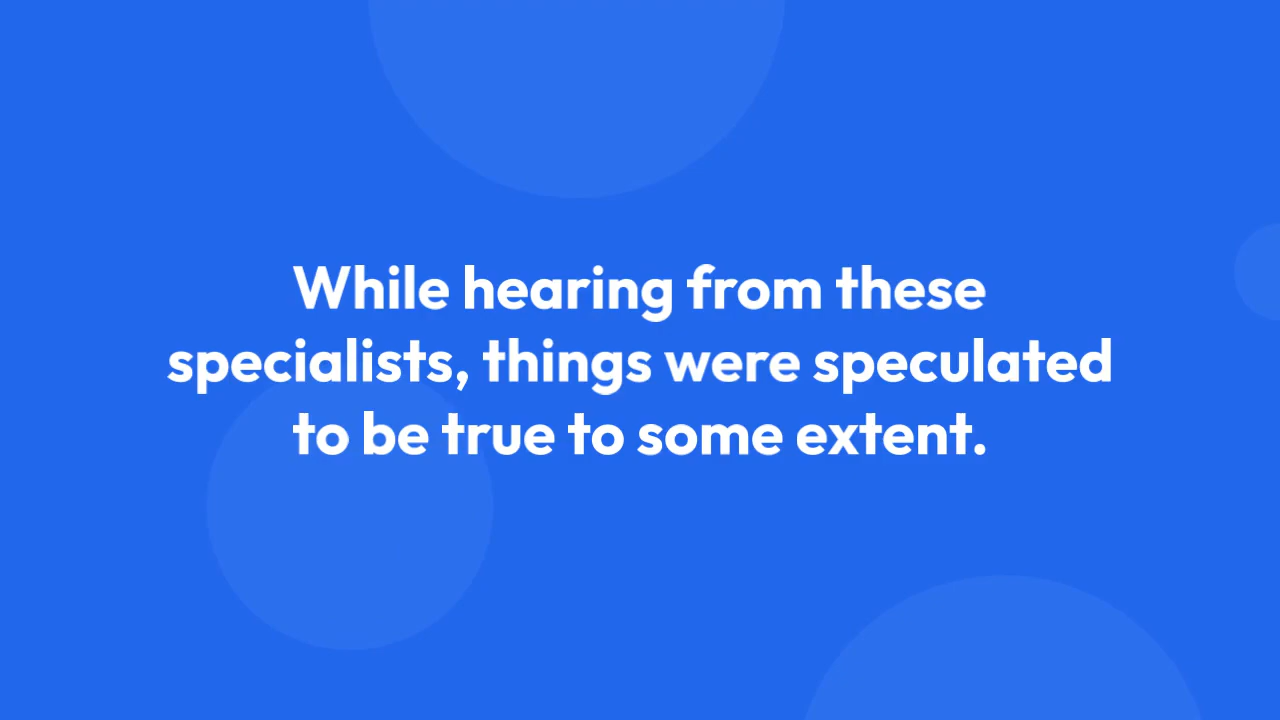 While hearing from these
specialists, things were speculated
to be true to some extent.